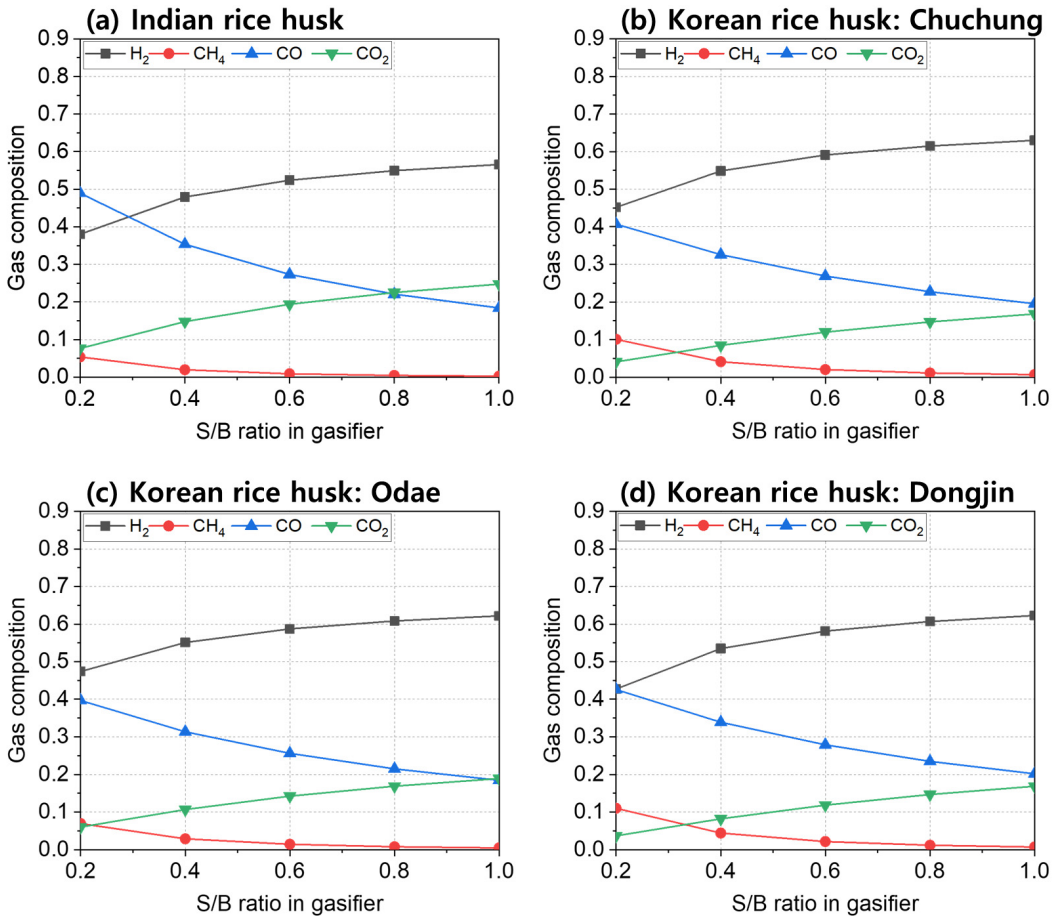 (a) Indian rice husk
H₂ CH₄ CO CO₂
0.9
0.8
0.7
0.6
0.5
0.4
0.3
0.2
0.1
0.0
Gas composition
0.2 0.4 0.6 0.8 1.0
S/B ratio in gasifier
(b) Korean rice husk: Chuchung
H₂ CH₄ CO CO₂
0.9
0.8
0.7
0.6
0.5
0.4
0.3
0.2
0.1
0.0
Gas composition
0.2 0.4 0.6 0.8 1.0
S/B ratio in gasifier
(c) Korean rice husk: Odae
H₂ CH₄ CO CO₂
0.9
0.8
0.7
0.6
0.5
0.4
0.3
0.2
0.1
0.0
Gas composition
0.2 0.4 0.6 0.8 1.0
S/B ratio in gasifier
(d) Korean rice husk: Dongjin
H₂ CH₄ CO CO₂
0.9
0.8
0.7
0.6
0.5
0.4
0.3
0.2
0.1
0.0
Gas composition
0.2 0.4 0.6 0.8 1.0
S/B ratio in gasifier